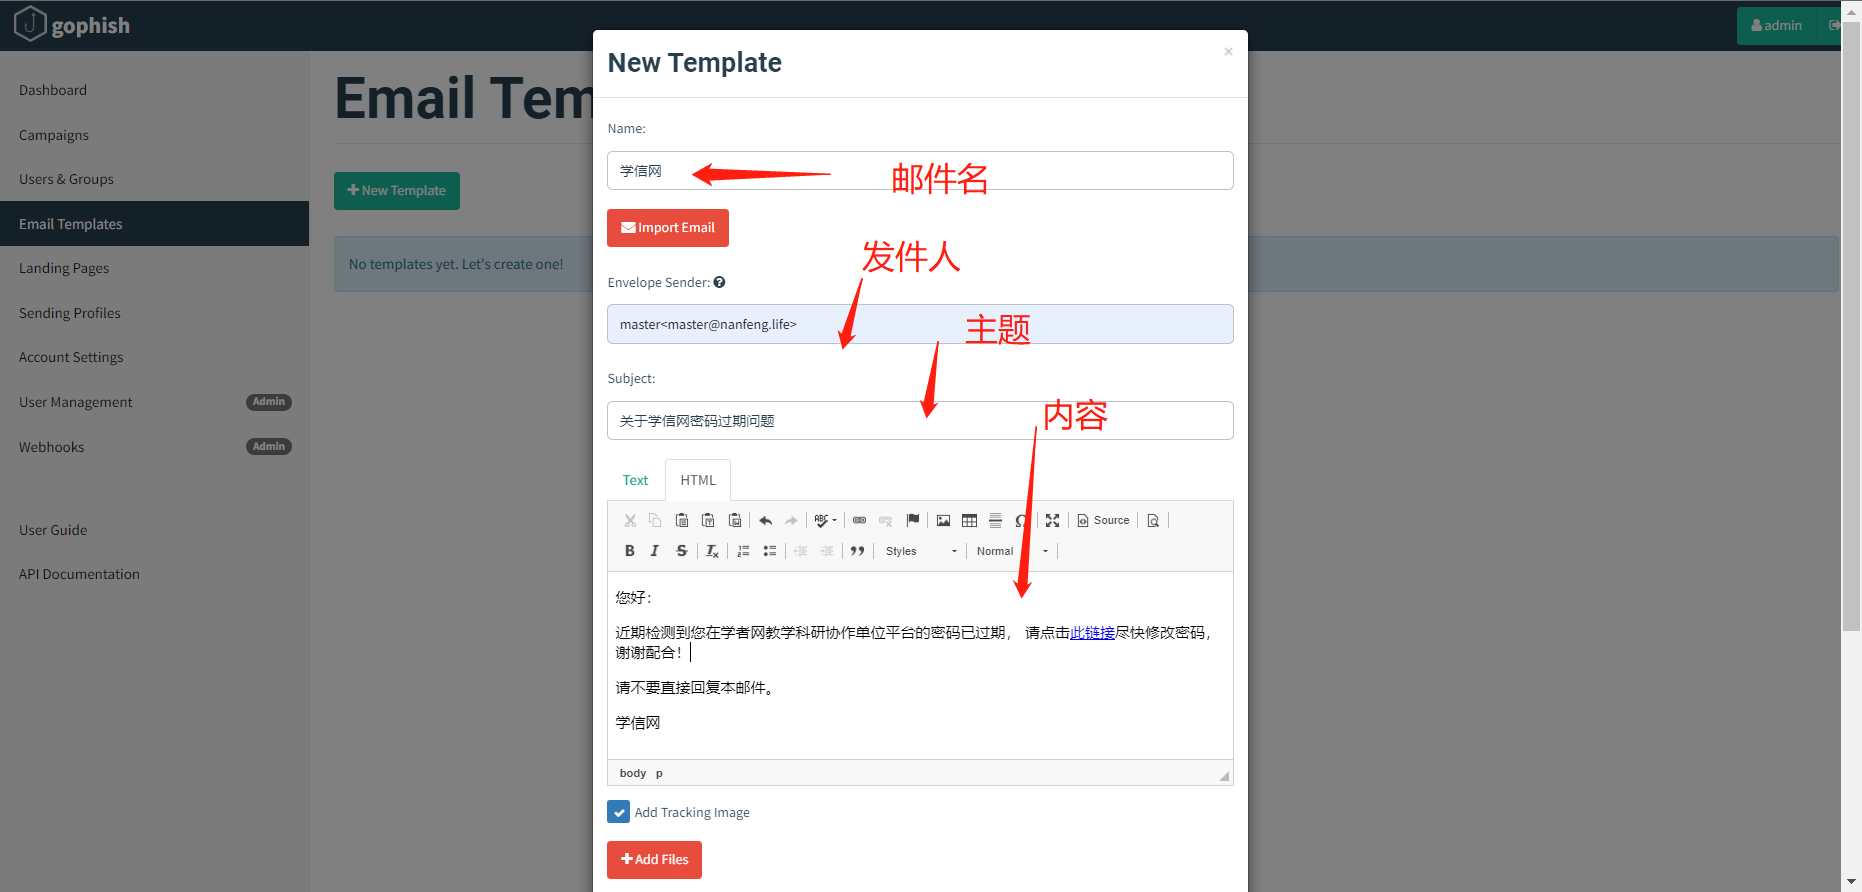 gophish
admin
Dashboard
Campaigns
Users & Groups
Email Templates
Landing Pages
Sending Profiles
Account Settings
User Management Admin
Webhooks Admin
User Guide
API Documentation
Email Tem
New Template
No templates yet. Let's create one!
New Template
×
Name:
学信网
邮件名
Import Email
发件人
Envelope Sender:
master<master@nanfeng.life>
主题
Subject:
关于学信网密码过期问题
内容
Text HTML
Source
Styles Normal
您好：
近期检测到您在学者网教学科研协作单位平台的密码已过期， 请点击此链接尽快修改密码，
谢谢配合！
请不要直接回复本邮件。
学信网
body p
Add Tracking Image
Add Files